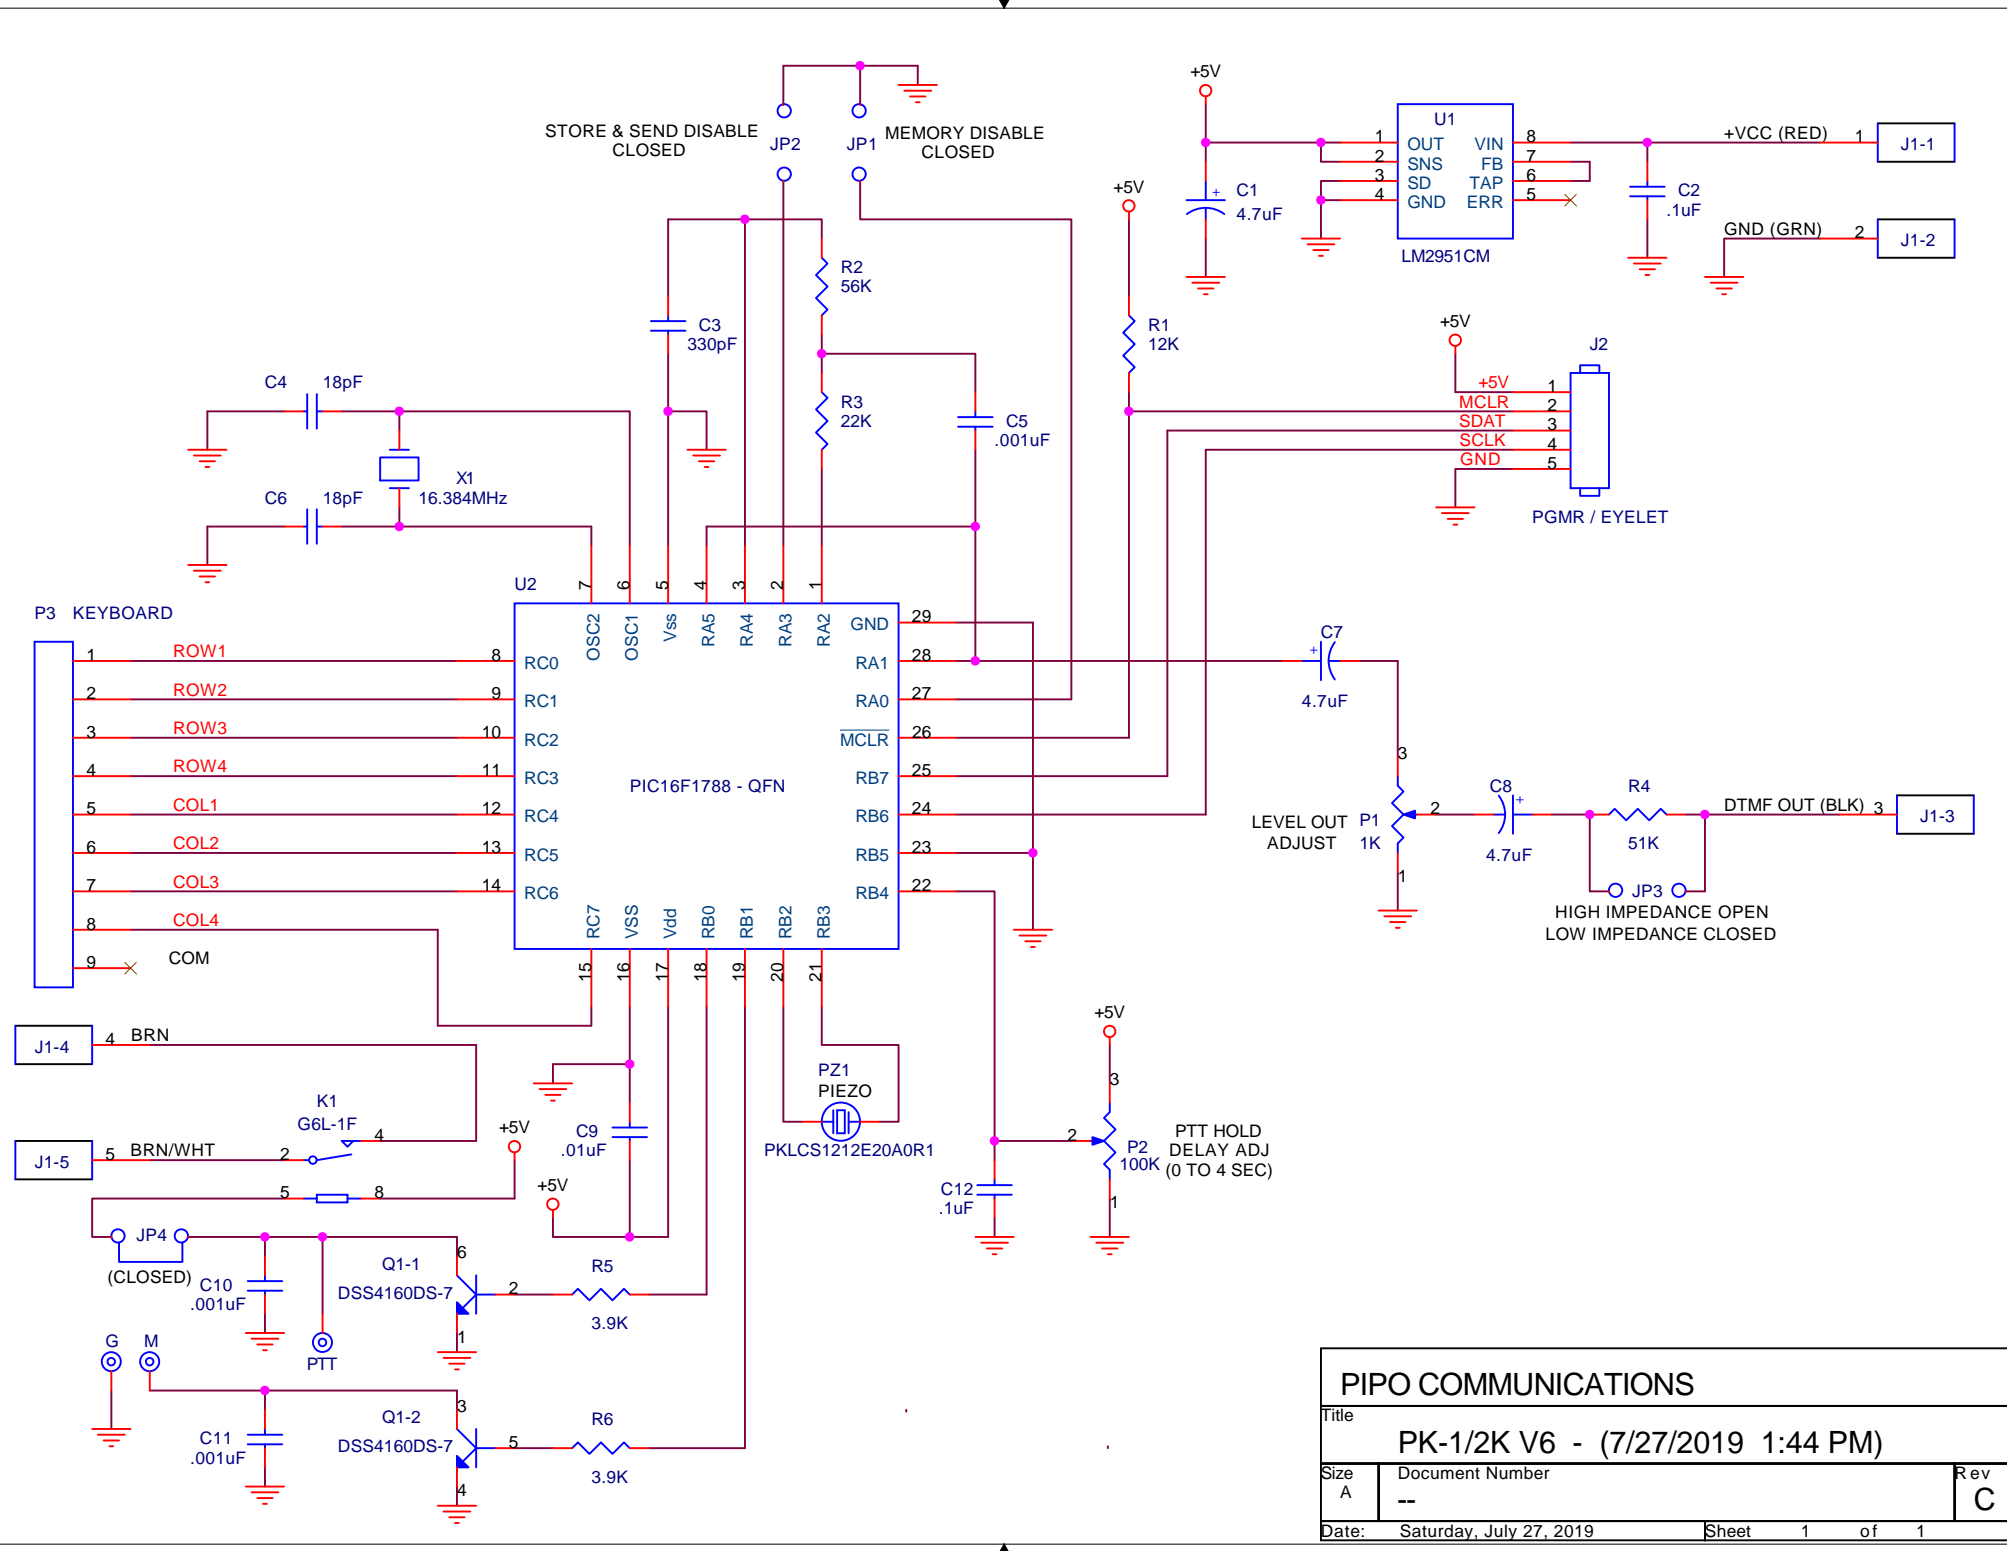 STORE & SEND DISABLE
CLOSED
JP2
JP1
MEMORY DISABLE
CLOSED
+5V
U1
1 OUT VIN 8
2 SNS FB 7
3 SD TAP 6
4 GND ERR 5
LM2951CM
+VCC (RED) 1 J1-1
C1
4.7uF
C2
.1uF
GND (GRN) 2 J1-2
+5V
R2
56K
C3
330pF
R1
12K
+5V
J2
+5V 1
MCLR 2
SDAT 3
SCLK 4
GND 5
PGMR / EYELET
C4 18pF
R3
22K
C5
.001uF
X1
16.384MHz
C6 18pF
U2
7 6 5 4 3 2 1
OSC2 OSC1 Vss RA5 RA4 RA3 RA2
P3 KEYBOARD
1 ROW1 8 RC0
2 ROW2 9 RC1
3 ROW3 10 RC2
4 ROW4 11 RC3
5 COL1 12 RC4
6 COL2 13 RC5
7 COL3 14 RC6
8 COL4
9 COM
PIC16F1788 - QFN
GND 29
RA1 28
RA0 27
MCLR 26
RB7 25
RB6 24
RB5 23
RB4 22
RC7 VSS Vdd RB0 RB1 RB2 RB3
15 16 17 18 19 20 21
C7
+
4.7uF
3
LEVEL OUT
ADJUST
P1
1K
2
1
C8
+
4.7uF
R4
51K
DTMF OUT (BLK) 3 J1-3
JP3
HIGH IMPEDANCE OPEN
LOW IMPEDANCE CLOSED
J1-4 4 BRN
K1
G6L-1F
4
J1-5 5 BRN/WHT 2
5 8
+5V
C9
.01uF
+5V
PZ1
PIEZO
PKLCS1212E20A0R1
+5V
3
2
P2
100K
1
PTT HOLD
DELAY ADJ
(0 TO 4 SEC)
C12
.1uF
JP4
(CLOSED)
C10
.001uF
PTT
Q1-1
DSS4160DS-7
6
2
1
R5
3.9K
G M
C11
.001uF
Q1-2
DSS4160DS-7
3
5
4
R6
3.9K
PIPO COMMUNICATIONS
Title
PK-1/2K V6 - (7/27/2019 1:44 PM)
Size
A
Document Number
--
Rev
C
Date: Saturday, July 27, 2019 Sheet 1 of 1